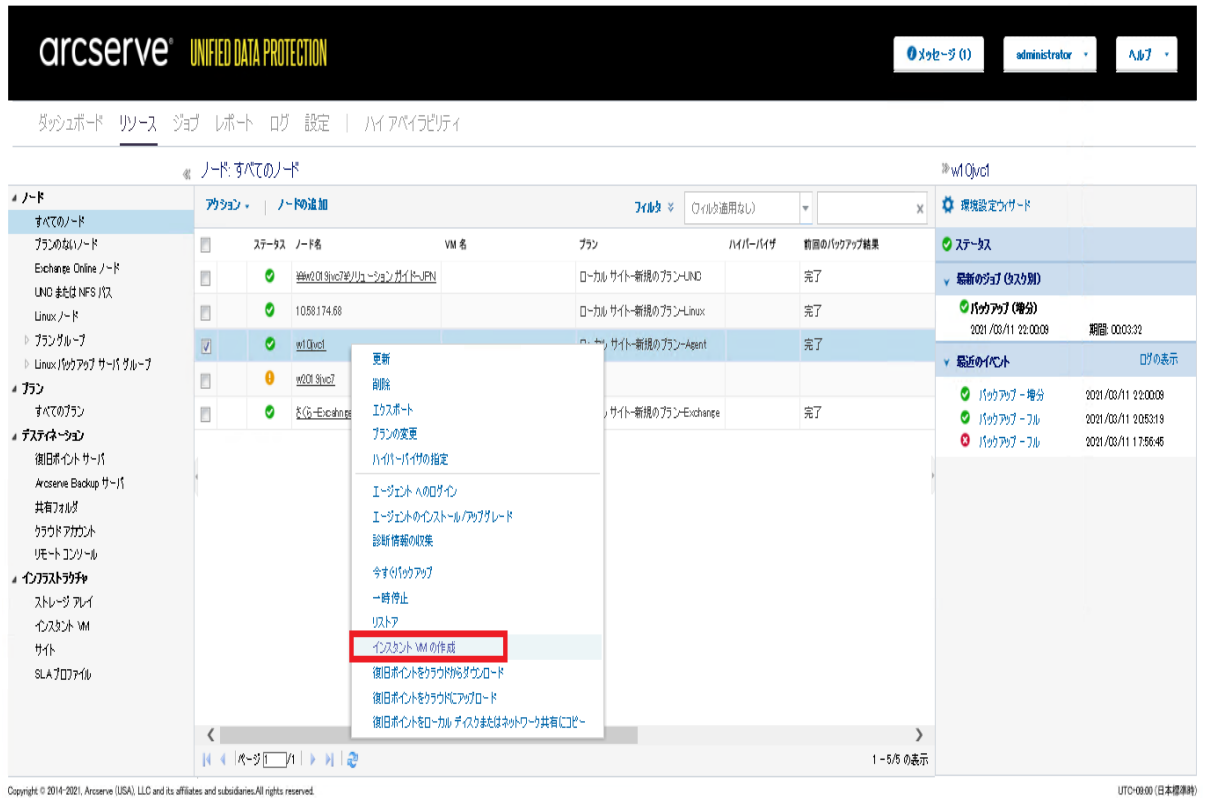 arcserve® UNIFIED DATA PROTECTION
メッセージ (1) administrator ヘルプ
ダッシュボード リソース ジョブ レポート ログ 設定 | ハイ アベイラビリティ
ノード: すべてのノード
w10jvc1
ノード
すべてのノード
プランのないノード
Exchange Online ノード
UNC または NFS パス
Linux ノード
プラングループ
Linux バックアップ サーバ グループ
プラン
すべてのプラン
デスティネーション
復旧ポイント サーバ
Arcserve Backup サーバ
共有フォルダ
クラウド アカウント
リモート コンソール
インフラストラクチャ
ストレージ アレイ
インスタント VM
サイト
SLA プロファイル
アクション | ノードの追加 フィルタ (フィルタ適用なし)
ステータス ノード名 VM 名 プラン ハイパーバイザ 前回のバックアップ結果
¥¥w2019jvc7¥ソリューション ガイド-JPN ローカル サイト-新規のプラン-UNC 完了
10.58.174.68 ローカル サイト-新規のプラン-Linux 完了
w10jvc1 ローカル サイト-新規のプラン-Agent 完了
w2019jvc7
さくら-Exchange サイト-新規のプラン-Exchange 完了
更新
削除
エクスポート
プランの変更
ハイパーバイザの指定
エージェント へのログイン
エージェントのインストール/アップグレード
診断情報の収集
今すぐバックアップ
一時停止
リストア
インスタント VM の作成
復旧ポイントをクラウドからダウンロード
復旧ポイントをクラウドにアップロード
復旧ポイントをローカル ディスクまたはネットワーク共有にコピー
ページ 1 /1
1 - 5/5 の表示
環境設定ウィザード
ステータス
最新のジョブ (タスク別)
バックアップ (増分)
2021/03/11 22:00:09 期間: 00:03:32
最近のイベント ログの表示
バックアップ - 増分 2021/03/11 22:00:09
バックアップ - フル 2021/03/11 20:53:19
バックアップ - フル 2021/03/11 17:56:45
Copyright © 2014-2021, Arcserve (USA), LLC and its affiliates and subsidiaries.All rights reserved.
UTC+09:00 (日本標準時)